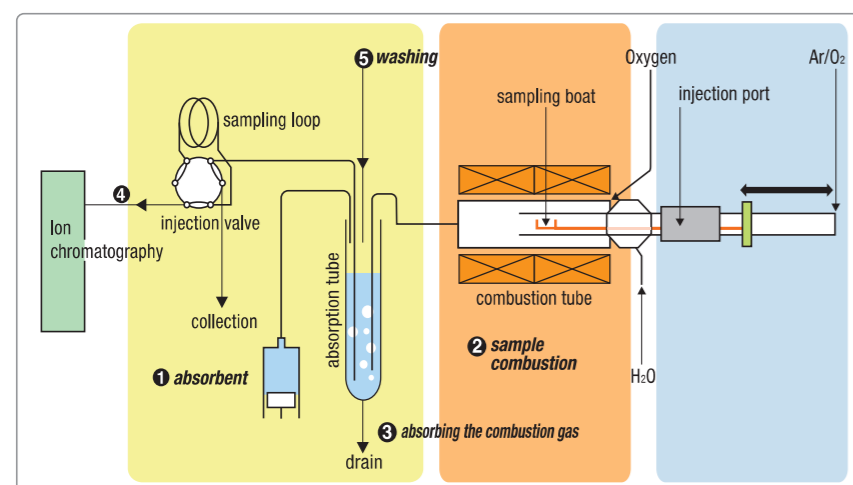 ❺ washing
Oxygen
Ar/O₂
sampling boat
injection port
sampling loop
❹
injection valve
Ion
chromatography
collection
absorption tube
combustion tube
❶ absorbent
❷ sample
combustion
H₂O
❸ absorbing the combustion gas
drain